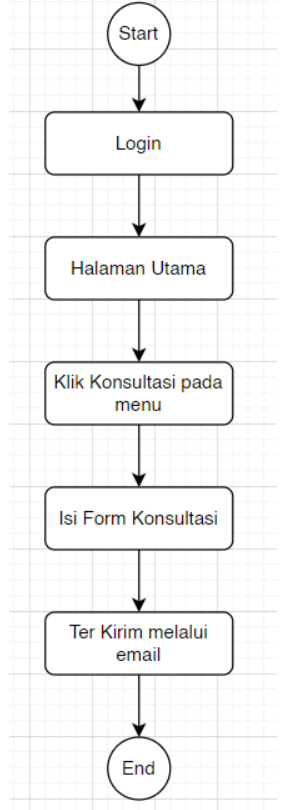 Start
Login
Halaman Utama
Klik Konsultasi pada
menu
Isi Form Konsultasi
Ter Kirim melalui
email
End